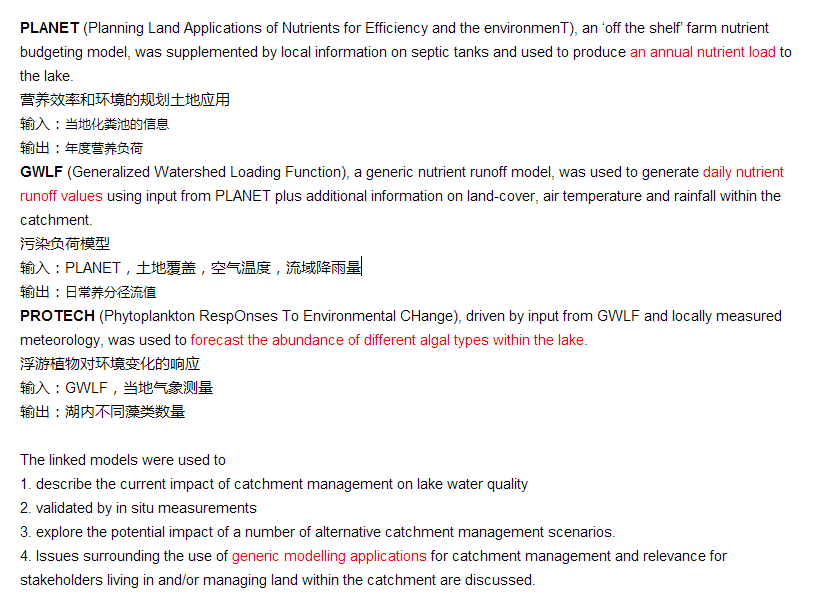 PLANET (Planning Land Applications of Nutrients for Efficiency and the environmenT), an ‘off the shelf’ farm nutrient
budgeting model, was supplemented by local information on septic tanks and used to produce an annual nutrient load to
the lake.
营养效率和环境的规划土地应用
输入：当地化粪池的信息
输出：年度营养负荷
GWLF (Generalized Watershed Loading Function), a generic nutrient runoff model, was used to generate daily nutrient
runoff values using input from PLANET plus additional information on land-cover, air temperature and rainfall within the
catchment.
污染负荷模型
输入：PLANET，土地覆盖，空气温度，流域降雨量
输出：日常养分径流值
PROTECH (Phytoplankton RespOnses To Environmental CHange), driven by input from GWLF and locally measured
meteorology, was used to forecast the abundance of different algal types within the lake.
浮游植物对环境变化的响应
输入：GWLF，当地气象测量
输出：湖内不同藻类数量
The linked models were used to
1. describe the current impact of catchment management on lake water quality
2. validated by in situ measurements
3. explore the potential impact of a number of alternative catchment management scenarios.
4. Issues surrounding the use of generic modelling applications for catchment management and relevance for
stakeholders living in and/or managing land within the catchment are discussed.